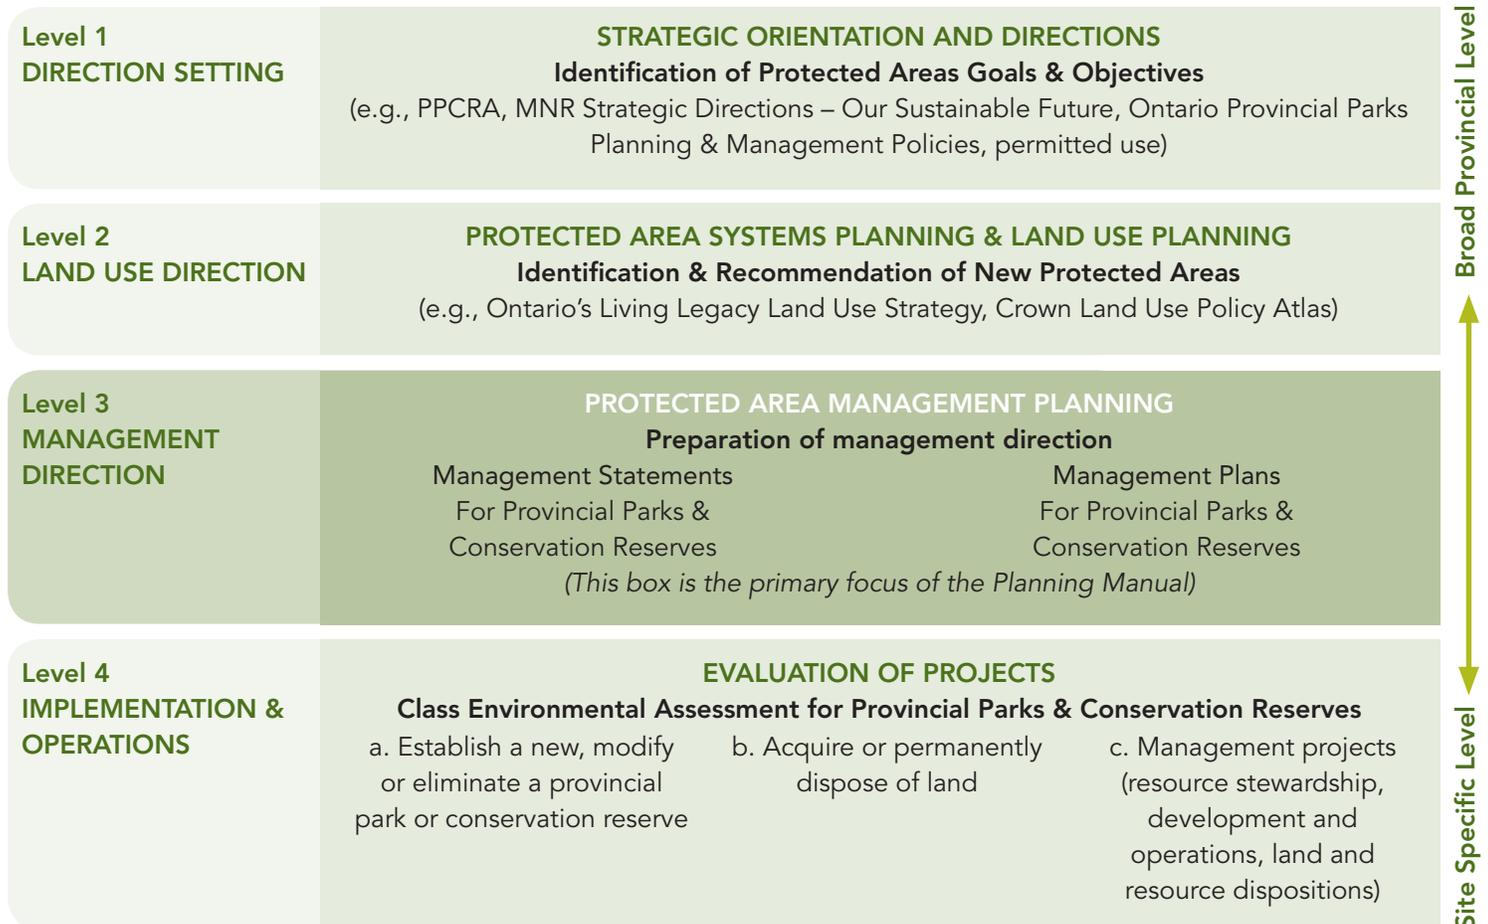 Level 1
DIRECTION SETTING
STRATEGIC ORIENTATION AND DIRECTIONS
Identification of Protected Areas Goals & Objectives
(e.g., PPCRA, MNR Strategic Directions – Our Sustainable Future, Ontario Provincial Parks
Planning & Management Policies, permitted use)
Level 2
LAND USE DIRECTION
PROTECTED AREA SYSTEMS PLANNING & LAND USE PLANNING
Identification & Recommendation of New Protected Areas
(e.g., Ontario’s Living Legacy Land Use Strategy, Crown Land Use Policy Atlas)
Level 3
MANAGEMENT
DIRECTION
PROTECTED AREA MANAGEMENT PLANNING
Preparation of management direction
Management Statements
For Provincial Parks &
Conservation Reserves
Management Plans
For Provincial Parks &
Conservation Reserves
(This box is the primary focus of the Planning Manual)
Level 4
IMPLEMENTATION &
OPERATIONS
EVALUATION OF PROJECTS
Class Environmental Assessment for Provincial Parks & Conservation Reserves
a. Establish a new, modify
or eliminate a provincial
park or conservation reserve
b. Acquire or permanently
dispose of land
c. Management projects
(resource stewardship,
development and
operations, land and
resource dispositions)
Broad Provincial Level
Site Specific Level